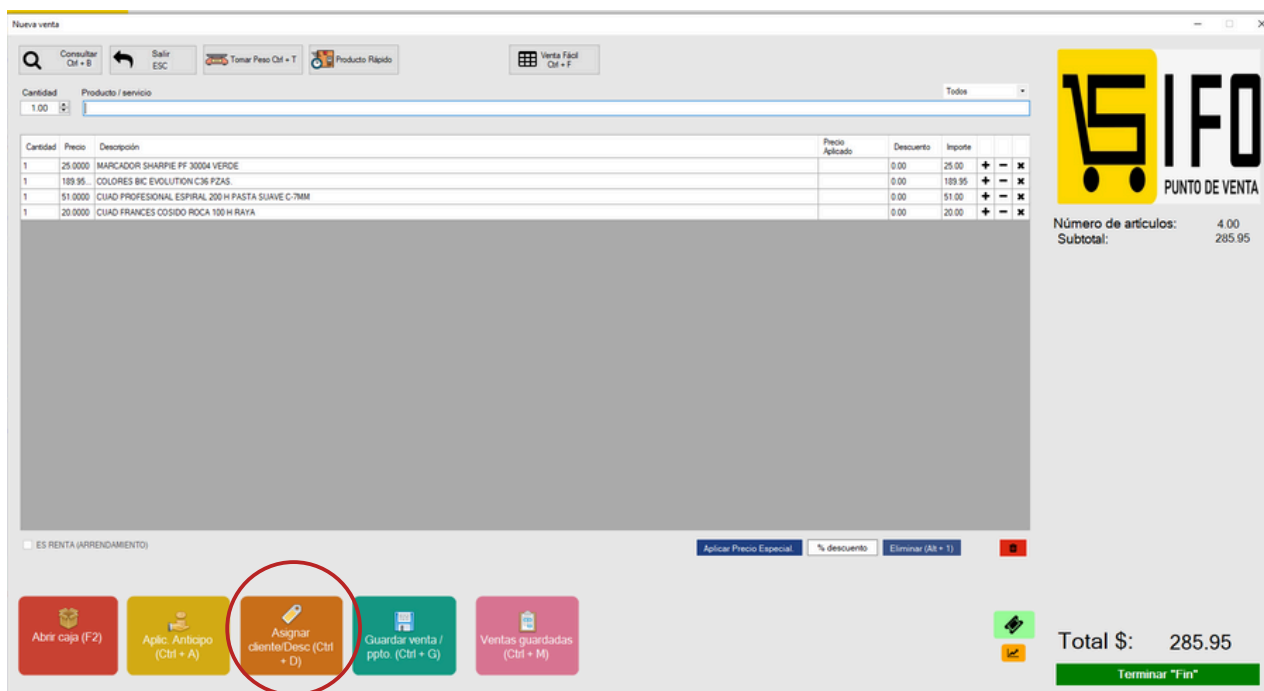 Nueva venta
Consultar
Ctrl + B
Salir
ESC
Tomar Peso Ctrl + T
Producto Rápido
Venta Fácil
Ctrl + F
Cantidad
Producto / servicio
Todos
1.00
Cantidad Precio Descripción Precio Aplicado Descuento Importe
1 25.0000 MARCADOR SHARPIE PF 30004 VERDE 0.00 25.00 + - x
1 189.95... COLORES BIC EVOLUTION C36 PZAS. 0.00 189.95 + - x
1 51.0000 CUAD PROFESIONAL ESPIRAL 200 H PASTA SUAVE C-7MM 0.00 51.00 + - x
1 20.0000 CUAD FRANCES COSIDO ROCA 100 H RAYA 0.00 20.00 + - x
SIFO
PUNTO DE VENTA
Número de artículos: 4.00
Subtotal: 285.95
ES RENTA (ARRENDAMIENTO)
Aplicar Precio Especial.
% descuento
Eliminar (Alt + 1)
Abrir caja (F2)
Aplic. Anticipo
(Ctrl + A)
Asignar
cliente/Desc (Ctrl
+ D)
Guardar venta /
ppto. (Ctrl + G)
Ventas guardadas
(Ctrl + M)
Total $: 285.95
Terminar "Fin"